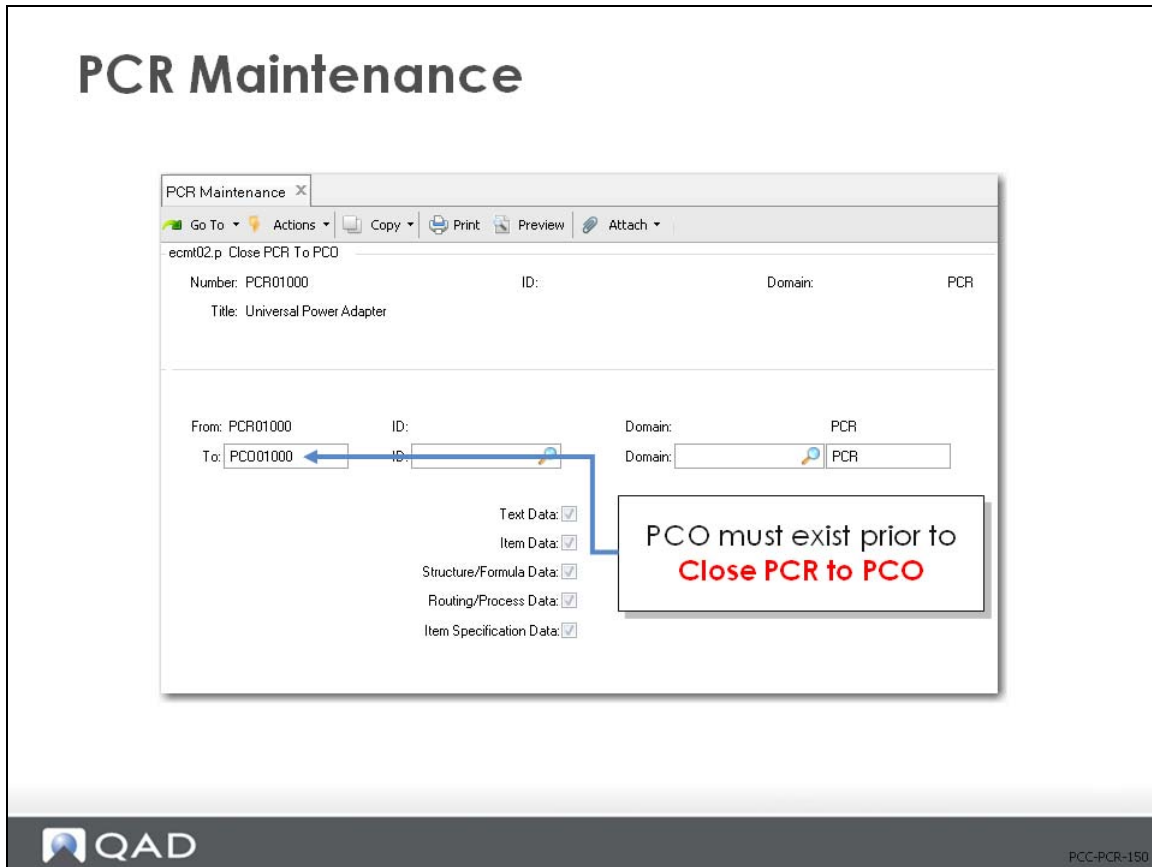 PCR Maintenance
PCR Maintenance
Go To Actions Copy Print Preview Attach
ecmt02.p Close PCR To PCO
Number: PCR01000 ID: Domain: PCR
Title: Universal Power Adapter
From: PCR01000 ID: Domain: PCR
To: PCO01000 ID: Domain: PCR
Text Data:
Item Data:
Structure/Formula Data:
Routing/Process Data:
Item Specification Data:
PCO must exist prior to
Close PCR to PCO
QAD
PCC-PCR-150